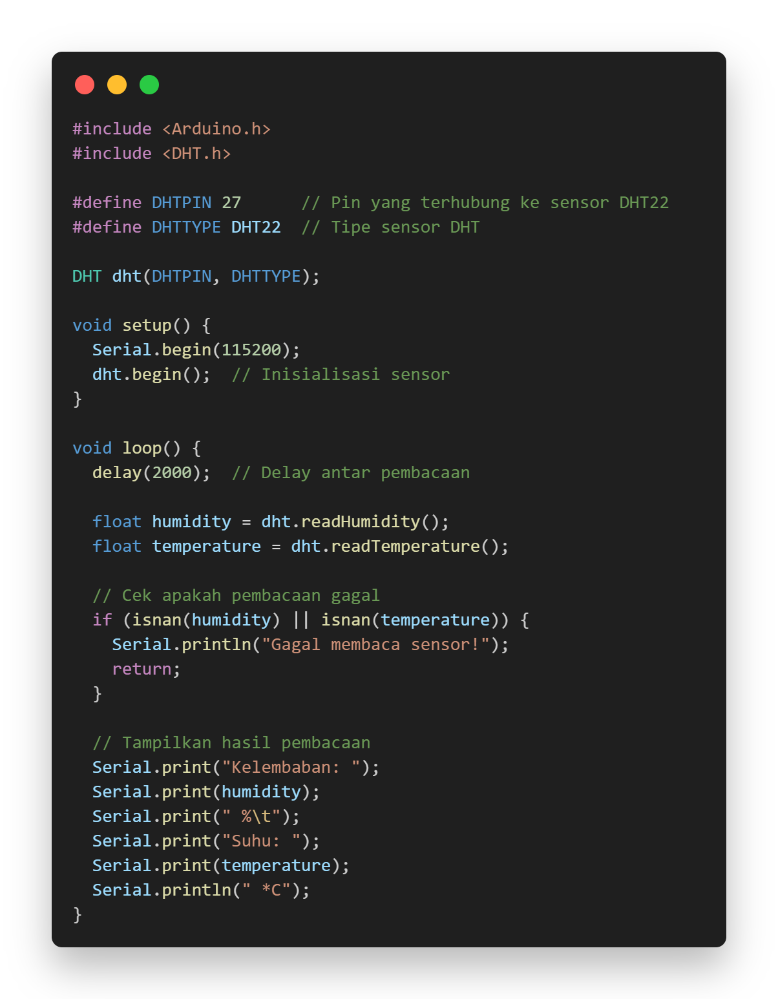 #include <Arduino.h>
#include <DHT.h>

#define DHTPIN 27      // Pin yang terhubung ke sensor DHT22
#define DHTTYPE DHT22  // Tipe sensor DHT

DHT dht(DHTPIN, DHTTYPE);

void setup() {
  Serial.begin(115200);
  dht.begin();  // Inisialisasi sensor
}

void loop() {
  delay(2000);  // Delay antar pembacaan

  float humidity = dht.readHumidity();
  float temperature = dht.readTemperature();

  // Cek apakah pembacaan gagal
  if (isnan(humidity) || isnan(temperature)) {
    Serial.println("Gagal membaca sensor!");
    return;
  }

  // Tampilkan hasil pembacaan
  Serial.print("Kelembaban: ");
  Serial.print(humidity);
  Serial.print(" %\t");
  Serial.print("Suhu: ");
  Serial.print(temperature);
  Serial.println(" *C");
}